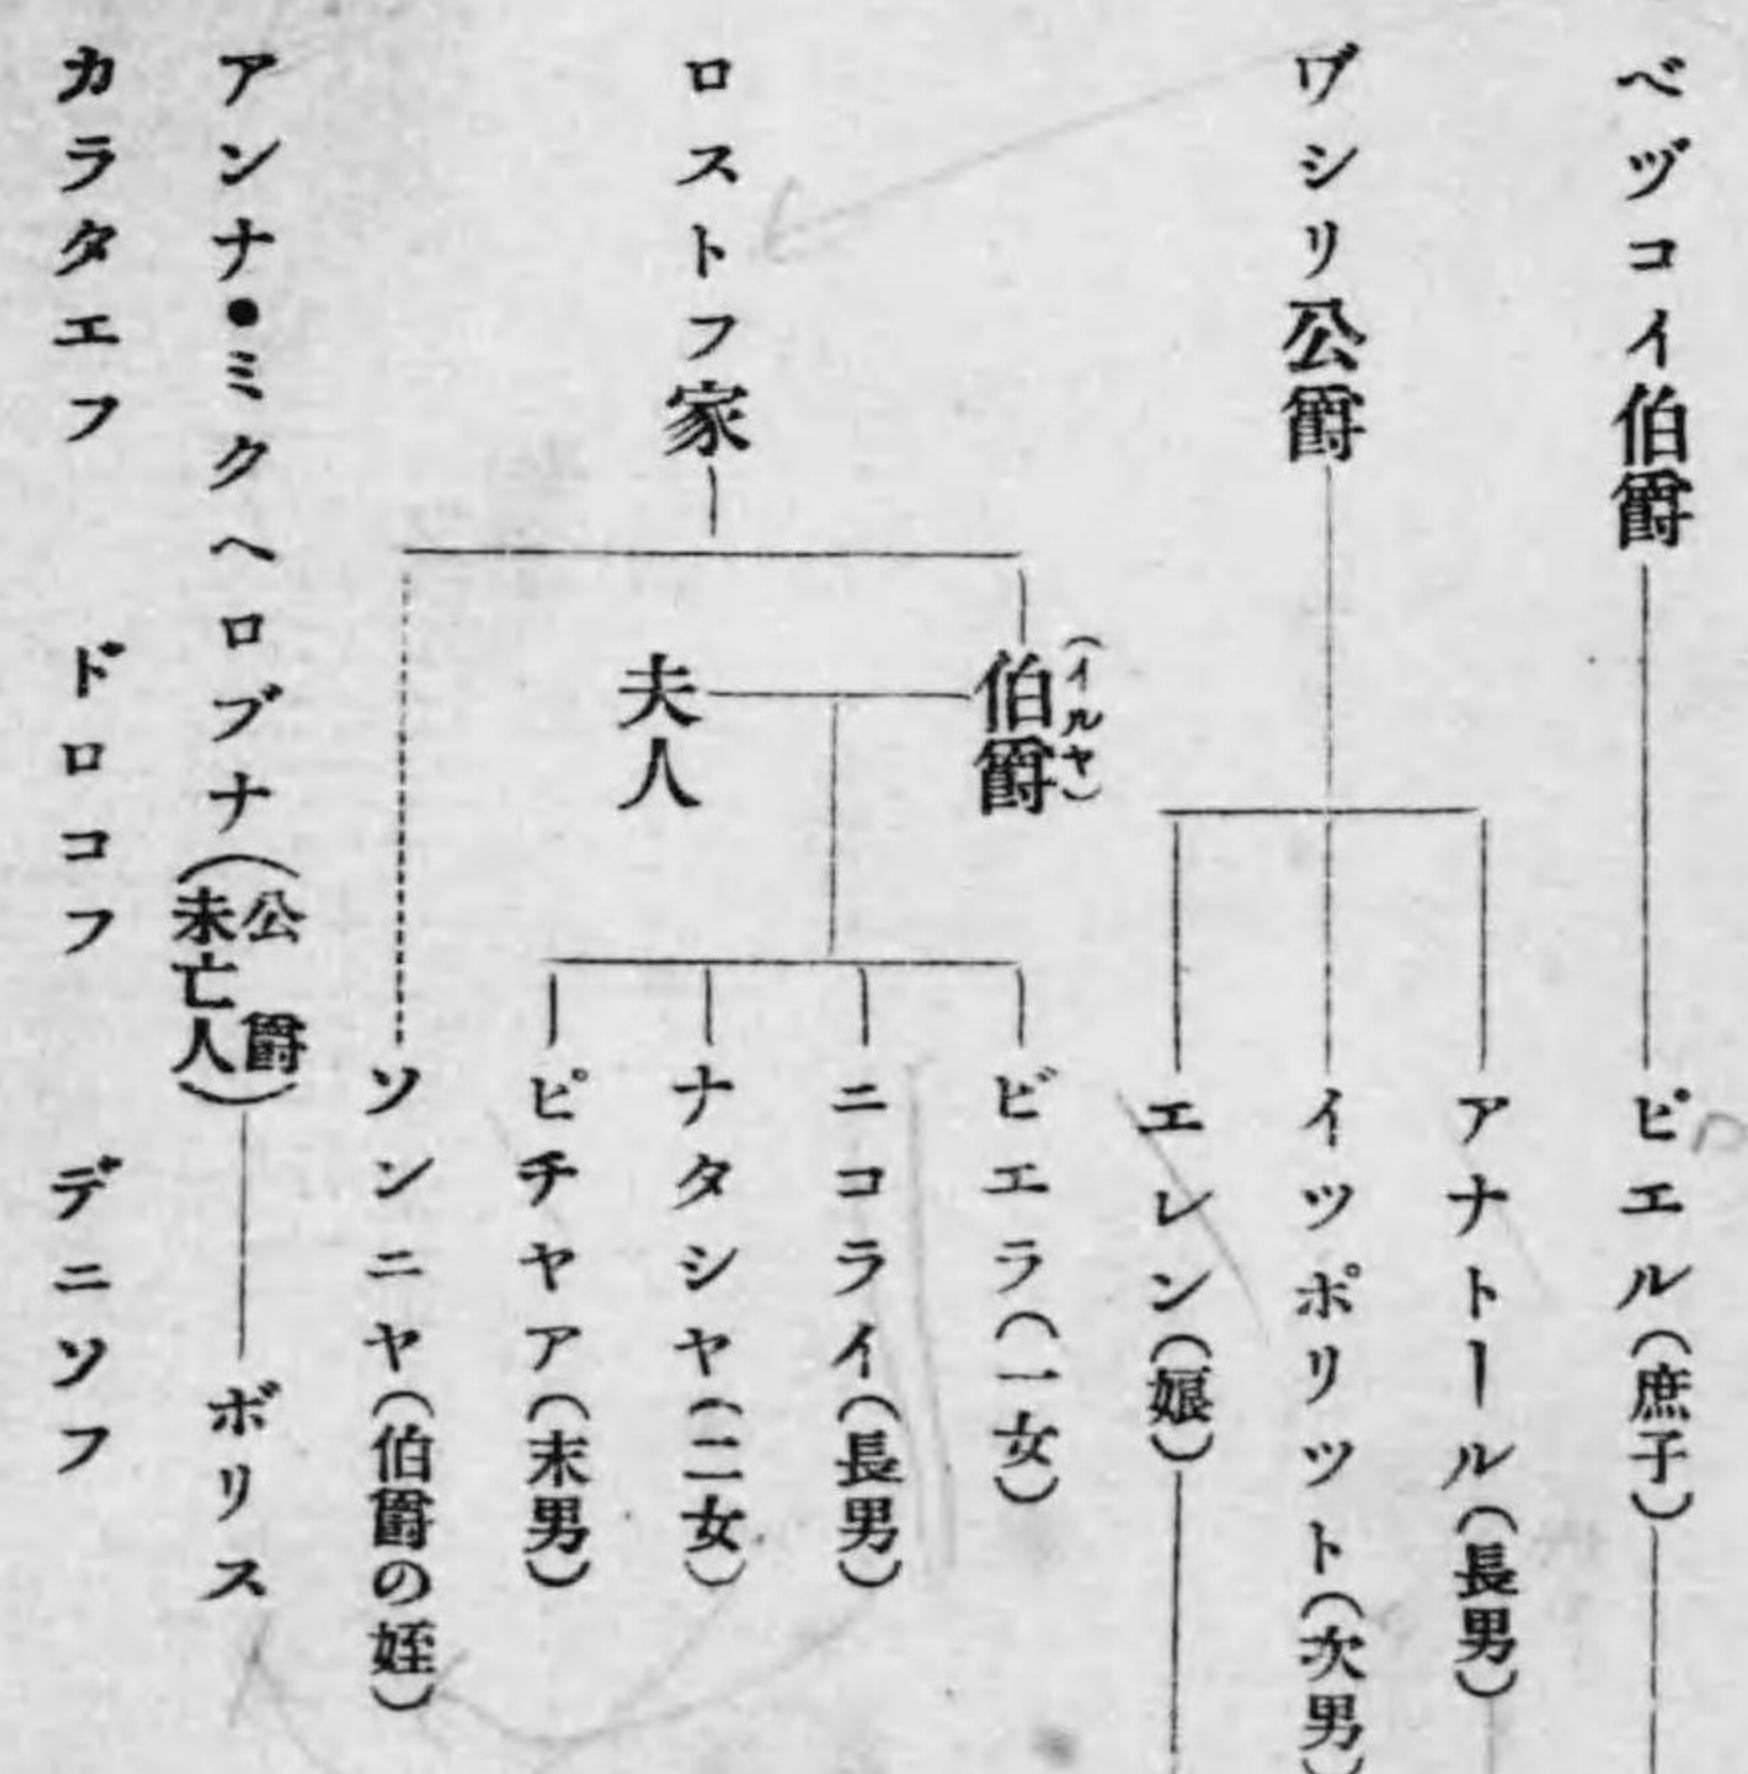 ベヅコイ伯爵
ピエル(庶子)
ワ゛シリ公爵
アナトール(長男)
イツポリツト(次男)
エレン(娘)
ロストフ家
伯爵(イルヤ)
夫人
ビエラ(一女)
ニコライ(長男)
ナタシヤ(二女)
ピチヤア(末男)
ソンニヤ(伯爵の姪)
アンナ・ミクヘロブナ(公爵未亡人)
ボリス
カラタエフ
ドロコフ
デニソフ